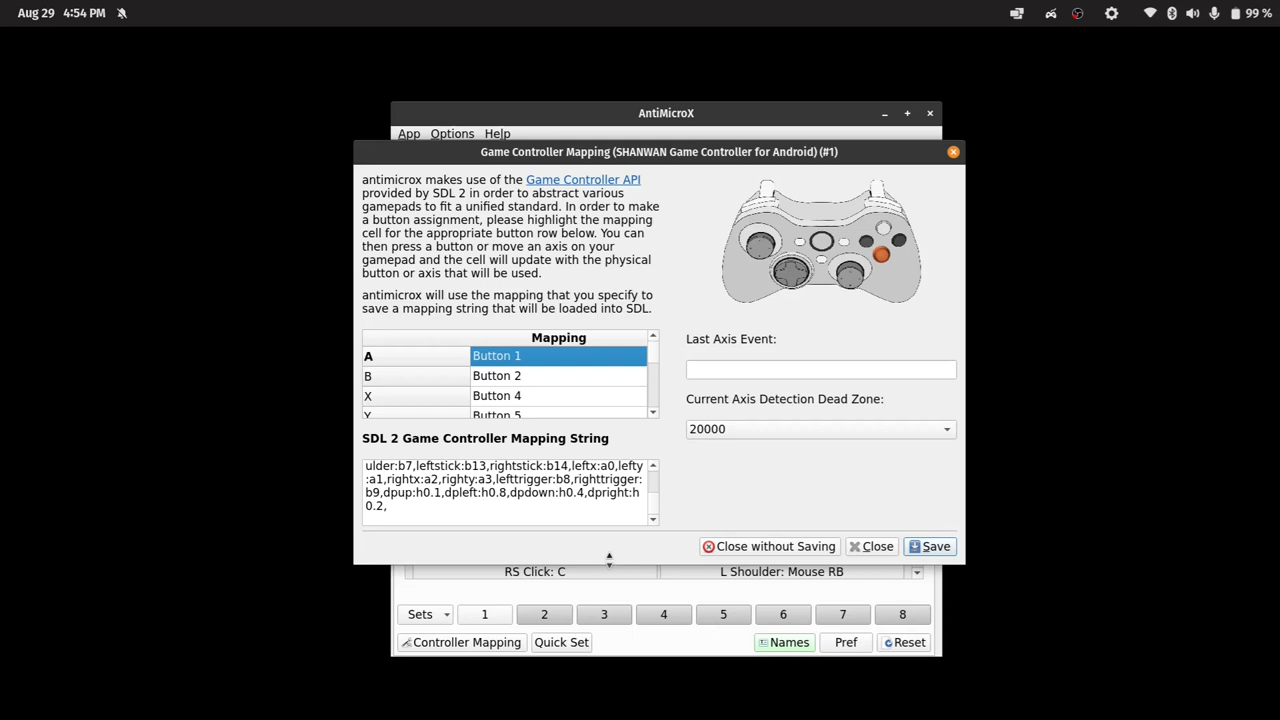 Aug 29 4:54 PM
99 %
AntiMicroX
App Options Help
Game Controller Mapping (SHANWAN Game Controller for Android) (#1)
antimicrox makes use of the Game Controller API
provided by SDL 2 in order to abstract various
gamepads to fit a unified standard. In order to make
a button assignment, please highlight the mapping
cell for the appropriate button row below. You can
then press a button or move an axis on your
gamepad and the cell will update with the physical
button or axis that will be used.
antimicrox will use the mapping that you specify to
save a mapping string that will be loaded into SDL.
Mapping
A Button 1
B Button 2
X Button 4
Y Button 5
Last Axis Event:
Current Axis Detection Dead Zone:
20000
SDL 2 Game Controller Mapping String
ulder:b7,leftstick:b13,rightstick:b14,leftx:a0,lefty
:a1,rightx:a2,righty:a3,lefttrigger:b8,righttrigger:
b9,dpup:h0.1,dpleft:h0.8,dpdown:h0.4,dpright:h
0.2,
Close without Saving Close Save
RS Click: C L Shoulder: Mouse RB
Sets 1 2 3 4 5 6 7 8
Controller Mapping Quick Set Names Pref Reset